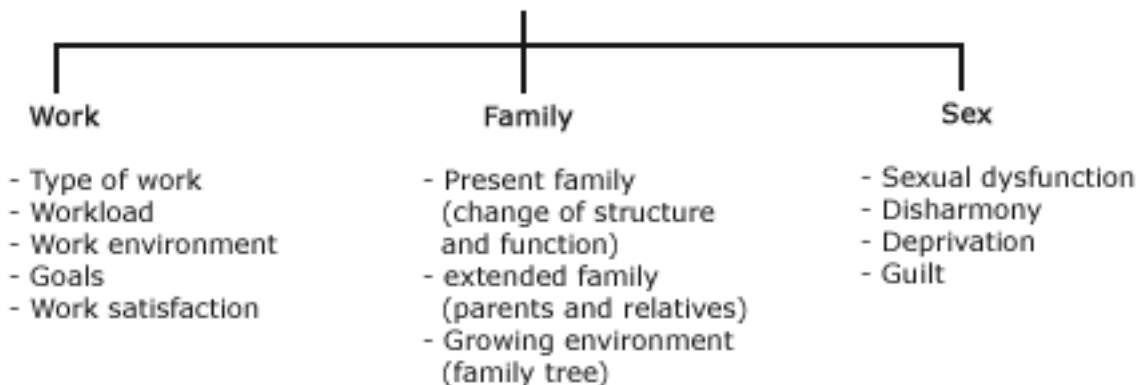 Work
- Type of work
- Workload
- Work environment
- Goals
- Work satisfaction
Family
- Present family
(change of structure
and function)
- extended family
(parents and relatives)
- Growing environment
(family tree)
Sex
- Sexual dysfunction
- Disharmony
- Deprivation
- Guilt